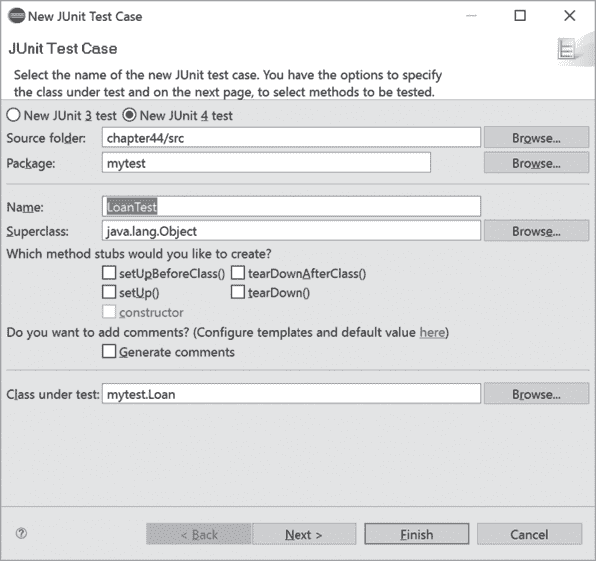 New JUnit Test Case
JUnit Test Case
Select the name of the new JUnit test case. You have the options to specify
the class under test and on the next page, to select methods to be tested.
New JUnit 3 test New JUnit 4 test
Source folder: chapter44/src Browse...
Package: mytest Browse...
Name: LoanTest
Superclass: java.lang.Object Browse...
Which method stubs would you like to create?
setUpBeforeClass() tearDownAfterClass()
setUp() tearDown()
constructor
Do you want to add comments? (Configure templates and default value here)
Generate comments
Class under test: mytest.Loan Browse...
? < Back Next > Finish Cancel